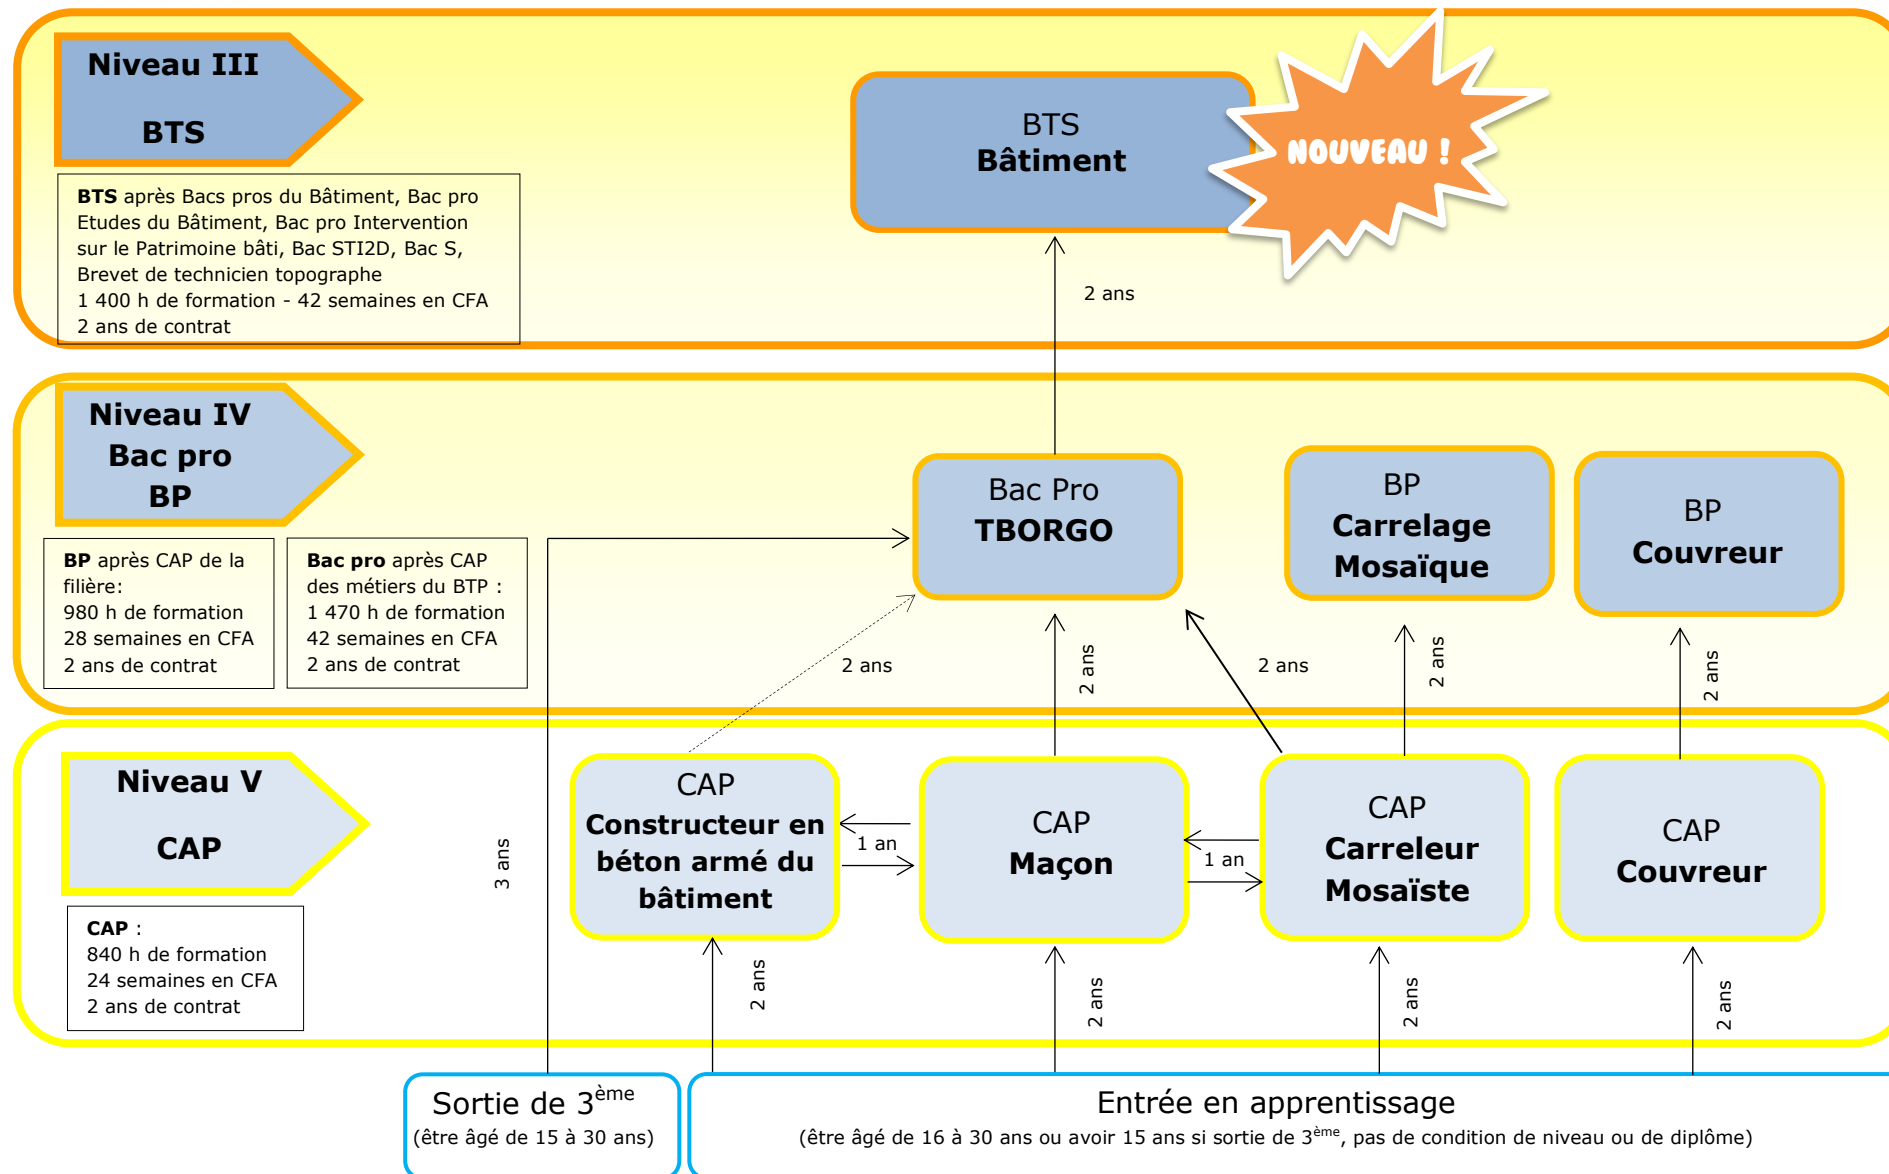 Niveau III
BTS
BTS
Bâtiment
NOUVEAU !
BTS après Bacs pros du Bâtiment, Bac pro
Etudes du Bâtiment, Bac pro Intervention
sur le Patrimoine bâti, Bac STI2D, Bac S,
Brevet de technicien topographe
1 400 h de formation - 42 semaines en CFA
2 ans de contrat
2 ans
Niveau IV
Bac pro
BP
Bac Pro
TBORGO
BP
Carrelage
Mosaïque
BP
Couvreur
BP après CAP de la
filière:
980 h de formation
28 semaines en CFA
2 ans de contrat
Bac pro après CAP
des métiers du BTP :
1 470 h de formation
42 semaines en CFA
2 ans de contrat
2 ans
2 ans
2 ans
2 ans
2 ans
Niveau V
CAP
CAP
Constructeur en
béton armé du
bâtiment
1 an
CAP
Maçon
1 an
CAP
Carreleur
Mosaïste
CAP
Couvreur
3 ans
CAP :
840 h de formation
24 semaines en CFA
2 ans de contrat
2 ans
2 ans
2 ans
2 ans
Sortie de 3ème
(être âgé de 15 à 30 ans)
Entrée en apprentissage
(être âgé de 16 à 30 ans ou avoir 15 ans si sortie de 3ème, pas de condition de niveau ou de diplôme)